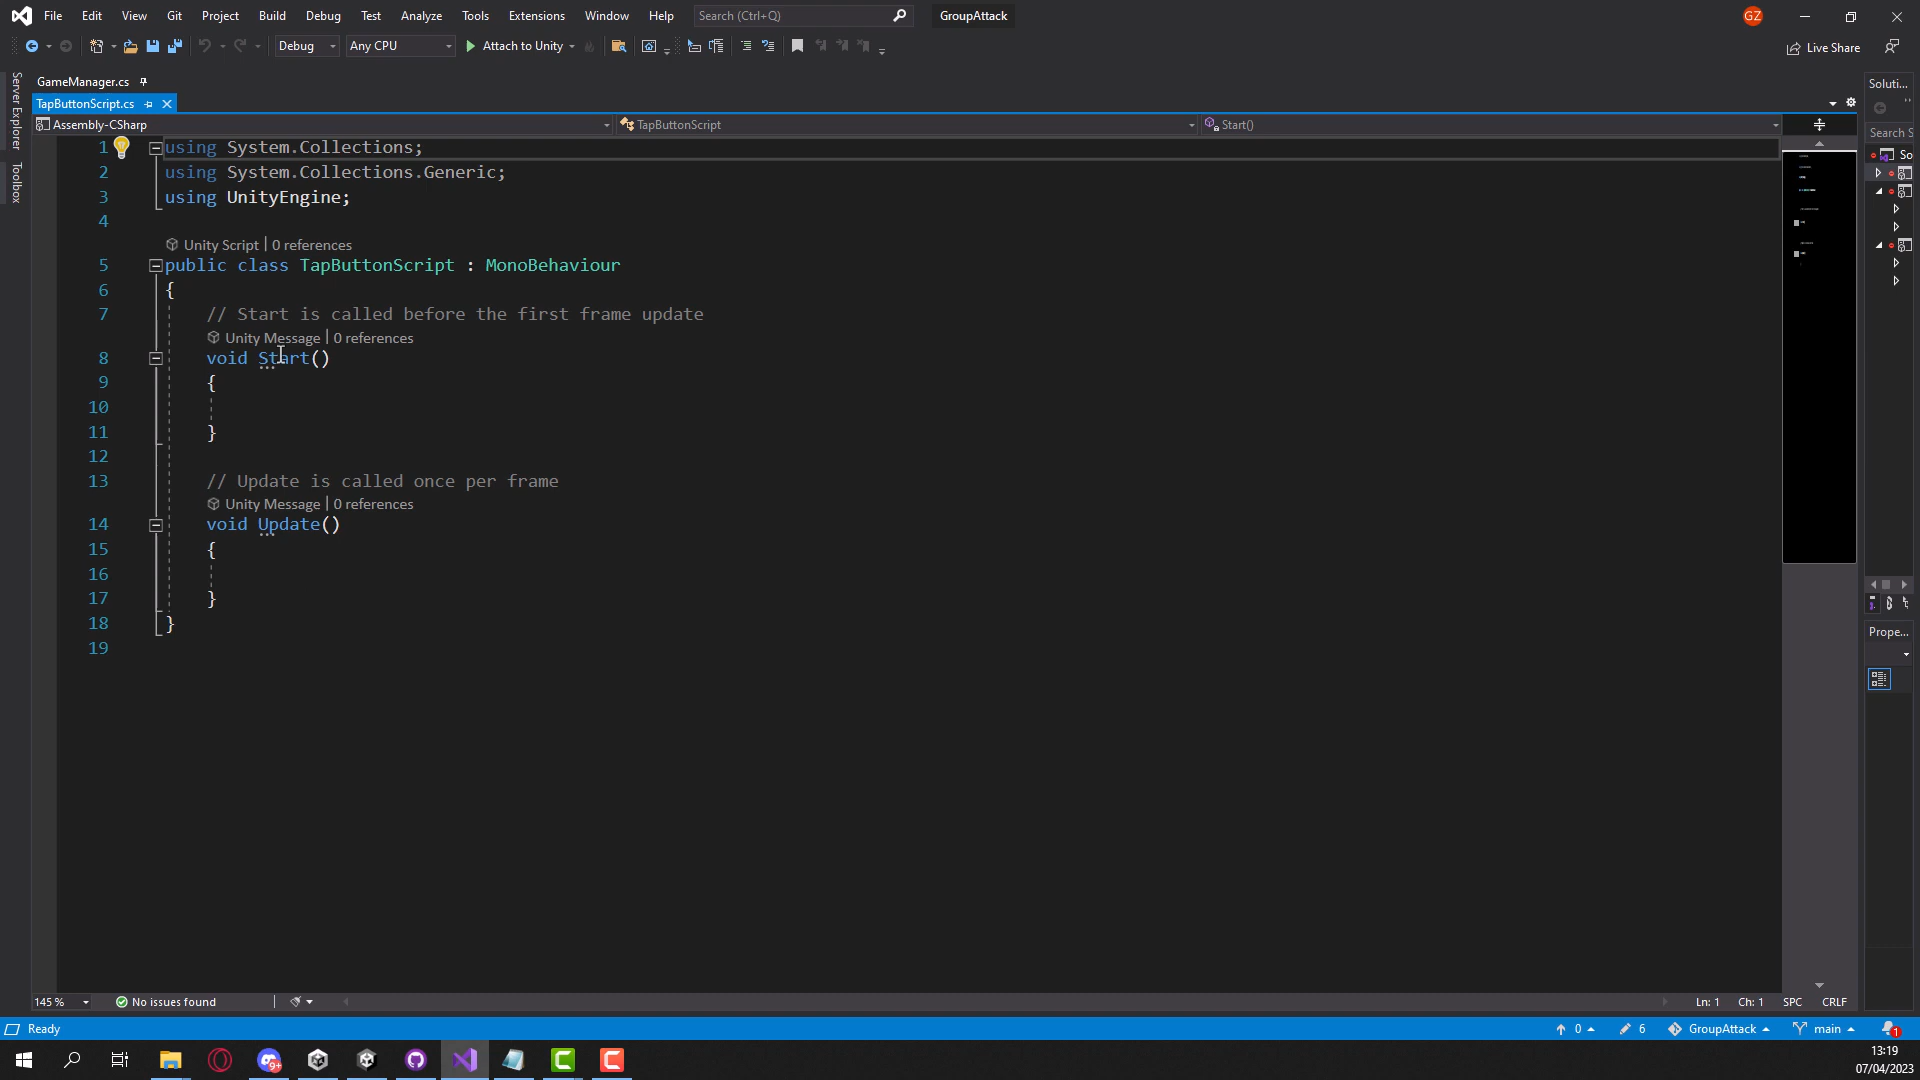 File Edit View Git Project Build Debug Test Analyze Tools Extensions Window Help Search (Ctrl+Q) GroupAttack GZ
Debug Any CPU Attach to Unity Live Share
GameManager.cs
TapButtonScript.cs
Server Explorer
Toolbox
Assembly-CSharp TapButtonScript Start()
1 using System.Collections;
2 using System.Collections.Generic;
3 using UnityEngine;
4
Unity Script | 0 references
5 public class TapButtonScript : MonoBehaviour
6 {
7 // Start is called before the first frame update
Unity Message | 0 references
8 void Start()
9 {
10
11 }
12
13 // Update is called once per frame
Unity Message | 0 references
14 void Update()
15 {
16
17 }
18 }
19
Soluti...
Search S
So
Prope...
145 % No issues found Ln: 1 Ch: 1 SPC CRLF
Ready 0 6 GroupAttack main 1
9+
13:19
07/04/2023